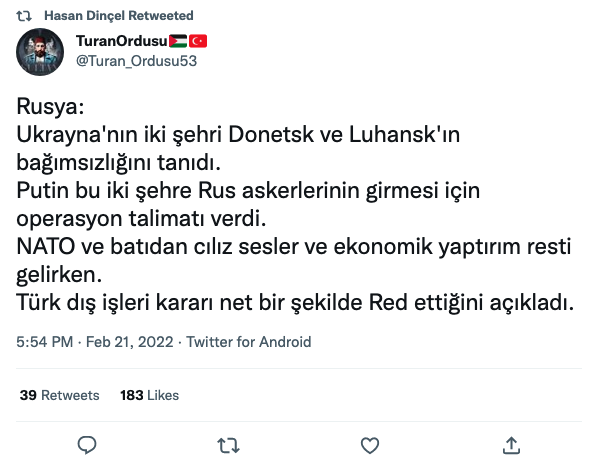 Hasan Dinçel Retweeted
TuranOrdusu🇵🇸🇹🇷
@Turan_Ordusu53
Rusya:
Ukrayna'nın iki şehri Donetsk ve Luhansk'ın
bağımsızlığını tanıdı.
Putin bu iki şehre Rus askerlerinin girmesi için
operasyon talimatı verdi.
NATO ve batıdan cılız sesler ve ekonomik yaptırım resti
gelirken.
Türk dış işleri kararı net bir şekilde Red ettiğini açıkladı.
5:54 PM · Feb 21, 2022 · Twitter for Android
39 Retweets 183 Likes